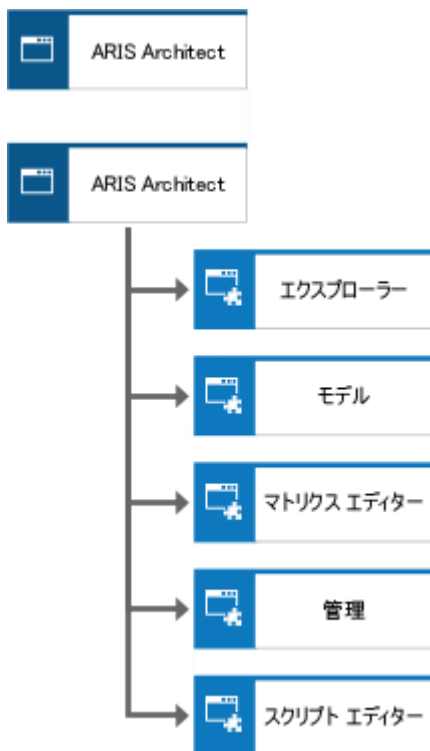 ARIS Architect
ARIS Architect
エクスプローラー
モデル
マトリクス エディター
管理
スクリプト エディター